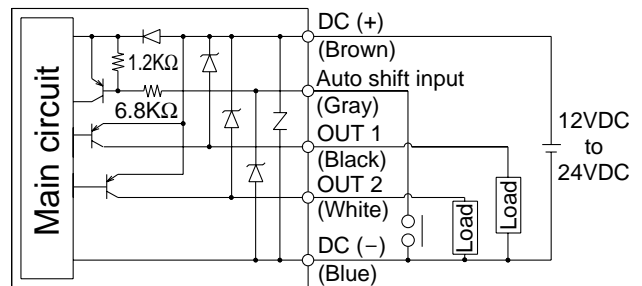 Main circuit
1.2KΩ
6.8KΩ
DC (+)
(Brown)
Auto shift input
(Gray)
OUT 1
(Black)
OUT 2
(White)
DC (−)
(Blue)
Load
Load
12VDC
to
24VDC